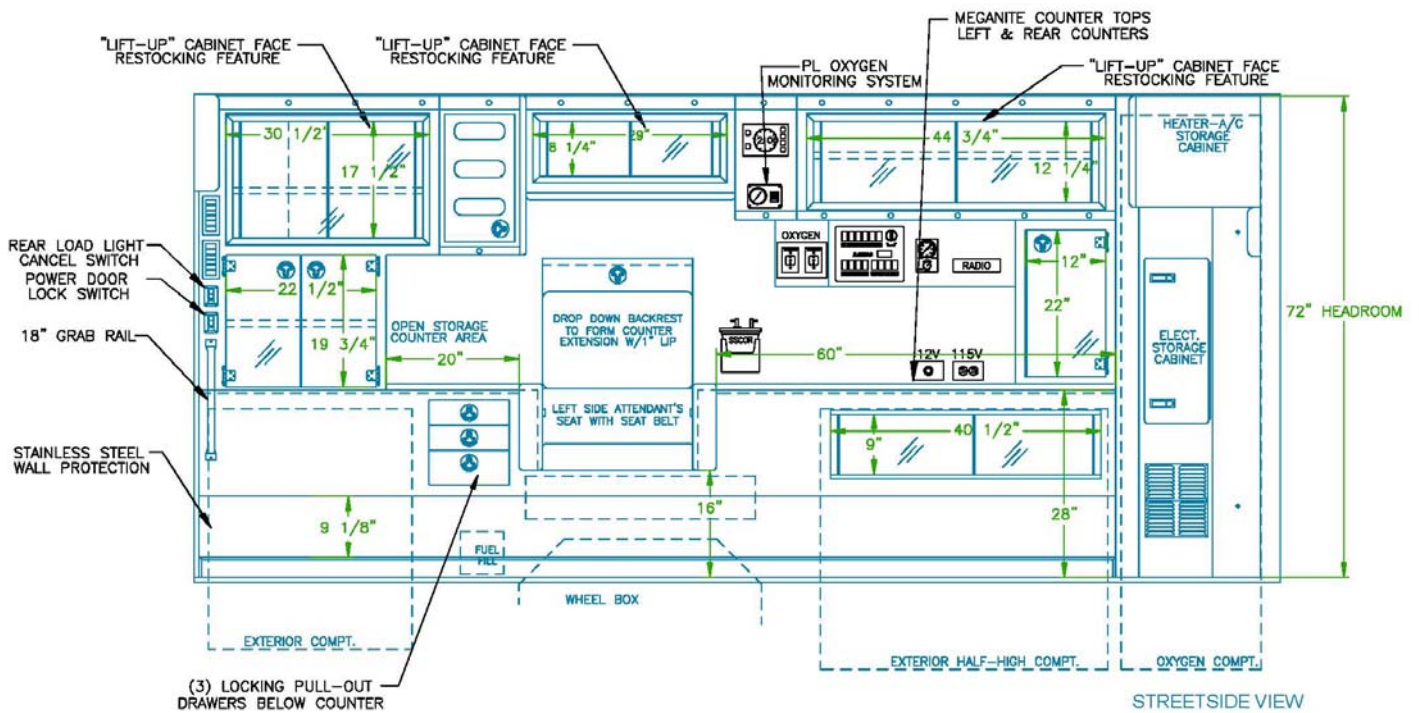 MEGANITE COUNTER TOPS
LEFT & REAR COUNTERS
"LIFT-UP" CABINET FACE
RESTOCKING FEATURE
"LIFT-UP" CABINET FACE
RESTOCKING FEATURE
PL OXYGEN
MONITORING SYSTEM
"LIFT-UP" CABINET FACE
RESTOCKING FEATURE
30 1/2"
17 1/2"
29"
8 1/4"
44 3/4"
12 1/4"
HEATER-A/C
STORAGE
CABINET
REAR LOAD LIGHT
CANCEL SWITCH
POWER DOOR
LOCK SWITCH
18" GRAB RAIL
STAINLESS STEEL
WALL PROTECTION
22 1/2"
19 3/4"
OPEN STORAGE
COUNTER AREA
20"
DROP DOWN BACKREST
TO FORM COUNTER
EXTENSION W/1" LIP
LEFT SIDE ATTENDANT'S
SEAT WITH SEAT BELT
OXYGEN
RADIO
SSCOR
60"
12V
115V
12"
22"
ELECT.
STORAGE
CABINET
72" HEADROOM
9"
40 1/2"
9 1/8"
16"
28"
FUEL
FILL
WHEEL BOX
EXTERIOR COMPT.
EXTERIOR HALF-HIGH COMPT.
OXYGEN COMPT.
(3) LOCKING PULL-OUT
DRAWERS BELOW COUNTER
STREETSIDE VIEW